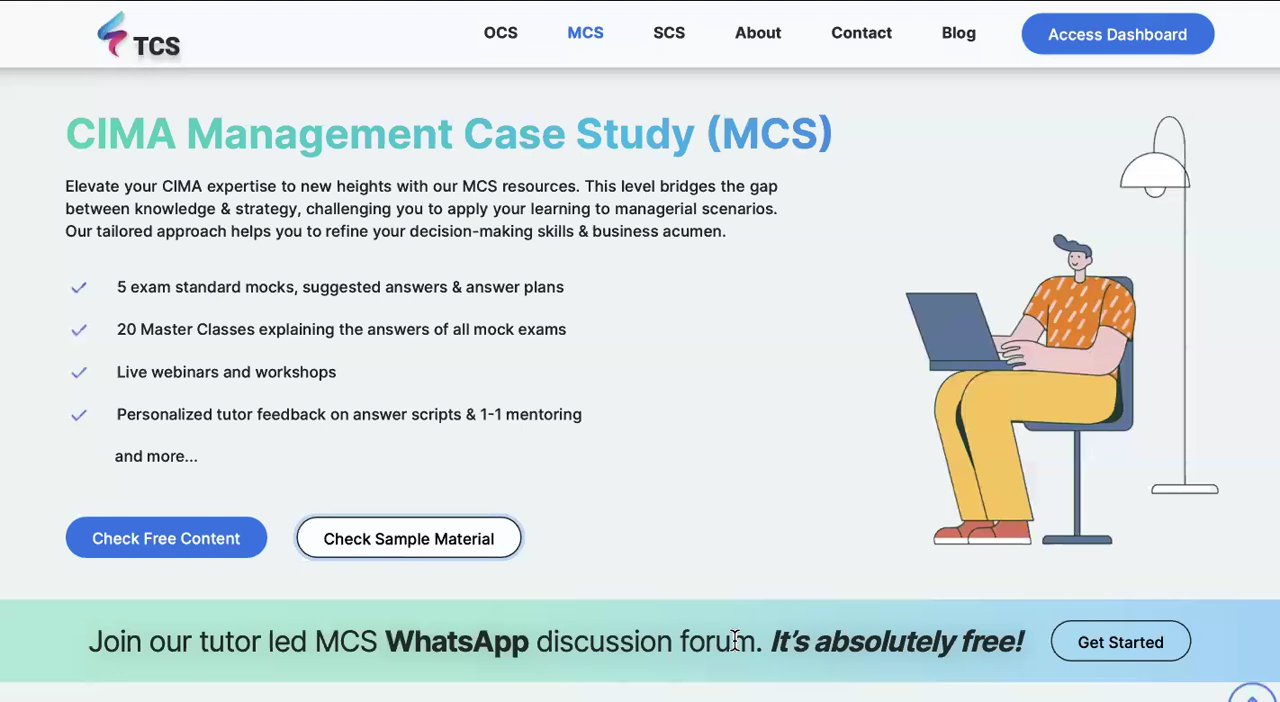 TCS
OCS
MCS
SCS
About
Contact
Blog
Access Dashboard
CIMA Management Case Study (MCS)
Elevate your CIMA expertise to new heights with our MCS resources. This level bridges the gap
between knowledge & strategy, challenging you to apply your learning to managerial scenarios.
Our tailored approach helps you to refine your decision-making skills & business acumen.
5 exam standard mocks, suggested answers & answer plans
20 Master Classes explaining the answers of all mock exams
Live webinars and workshops
Personalized tutor feedback on answer scripts & 1-1 mentoring
and more...
Check Free Content
Check Sample Material
Join our tutor led MCS WhatsApp discussion forum. It's absolutely free!
Get Started